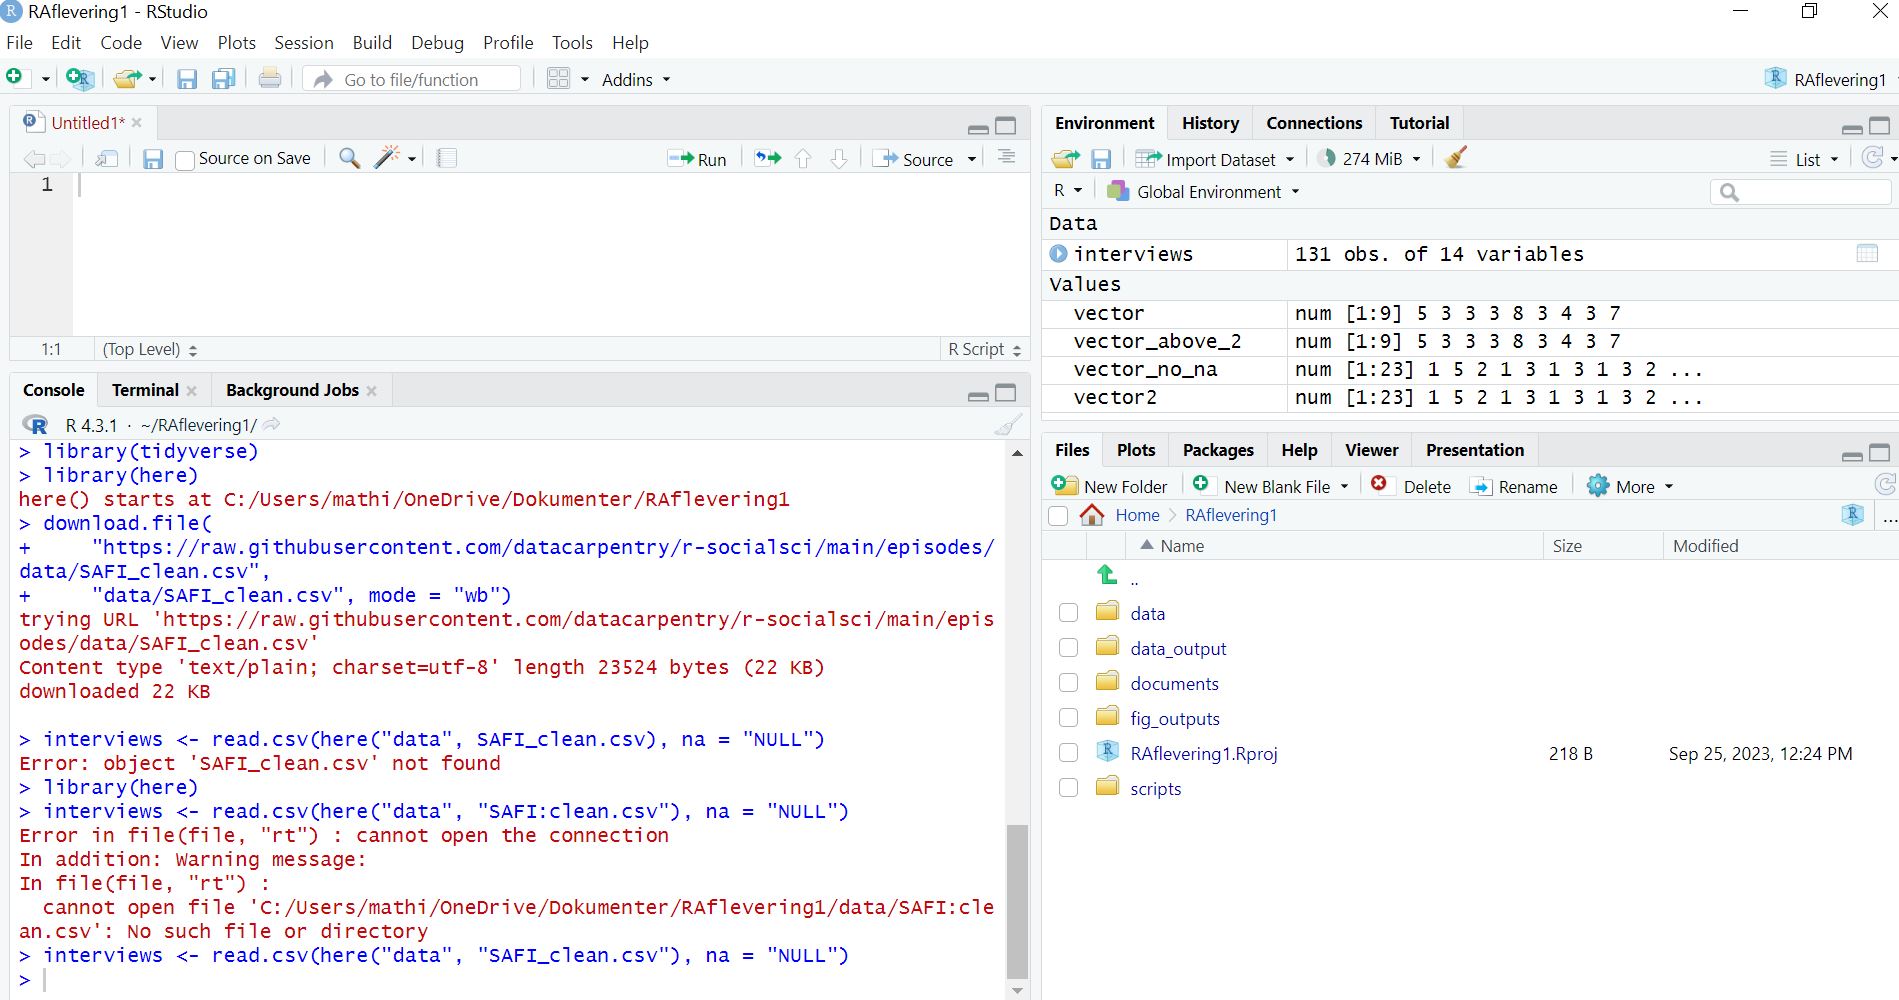 RAflevering1 - RStudio
File Edit Code View Plots Session Build Debug Profile Tools Help
Go to file/function Addins RAflevering1
Untitled1*
Source on Save Run Source
1
1:1 (Top Level) R Script
Console Terminal Background Jobs
R 4.3.1 · ~/RAflevering1/
> library(tidyverse)
> library(here)
here() starts at C:/Users/mathi/OneDrive/Dokumenter/RAflevering1
> download.file(
+     "https://raw.githubusercontent.com/datacarpentry/r-socialsci/main/episodes/
data/SAFI_clean.csv",
+     "data/SAFI_clean.csv", mode = "wb")
trying URL 'https://raw.githubusercontent.com/datacarpentry/r-socialsci/main/epis
odes/data/SAFI_clean.csv'
Content type 'text/plain; charset=utf-8' length 23524 bytes (22 KB)
downloaded 22 KB
> interviews <- read.csv(here("data", SAFI_clean.csv), na = "NULL")
Error: object 'SAFI_clean.csv' not found
> library(here)
> interviews <- read.csv(here("data", "SAFI:clean.csv"), na = "NULL")
Error in file(file, "rt") : cannot open the connection
In addition: Warning message:
In file(file, "rt") :
  cannot open file 'C:/Users/mathi/OneDrive/Dokumenter/RAflevering1/data/SAFI:cle
an.csv': No such file or directory
> interviews <- read.csv(here("data", "SAFI_clean.csv"), na = "NULL")
>
Environment History Connections Tutorial
Import Dataset 274 MiB List
R Global Environment
Data
interviews 131 obs. of 14 variables
Values
vector num [1:9] 5 3 3 3 8 3 4 3 7
vector_above_2 num [1:9] 5 3 3 3 8 3 4 3 7
vector_no_na num [1:23] 1 5 2 1 3 1 3 1 3 2 ...
vector2 num [1:23] 1 5 2 1 3 1 3 1 3 2 ...
Files Plots Packages Help Viewer Presentation
New Folder New Blank File Delete Rename More
Home RAflevering1 ...
Name Size Modified
..
data
data_output
documents
fig_outputs
RAflevering1.Rproj 218 B Sep 25, 2023, 12:24 PM
scripts